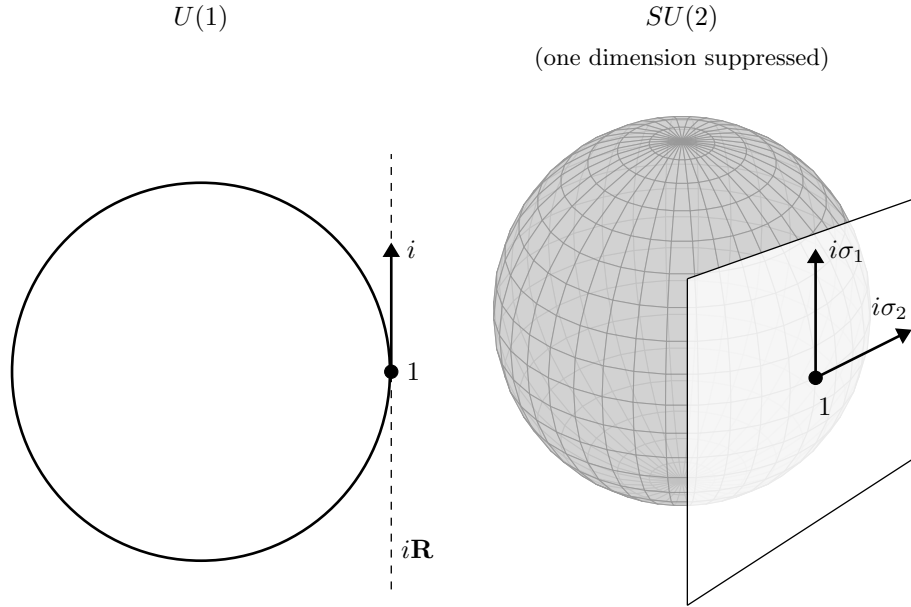 U(1)
i
1
iR
SU(2)
(one dimension suppressed)
iσ₁
iσ₂
1